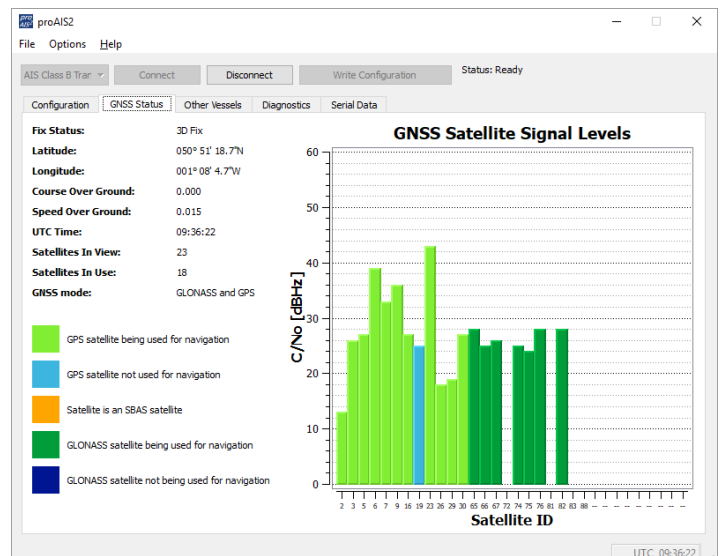 pro AIS2 proAIS2
File Options Help
AIS Class B Tran Connect Disconnect Write Configuration Status: Ready
Configuration GNSS Status Other Vessels Diagnostics Serial Data
Fix Status: 3D Fix
Latitude: 050° 51' 18.7"N
Longitude: 001° 08' 4.7"W
Course Over Ground: 0.000
Speed Over Ground: 0.015
UTC Time: 09:36:22
Satellites In View: 23
Satellites In Use: 18
GNSS mode: GLONASS and GPS
GPS satellite being used for navigation
GPS satellite not used for navigation
Satellite is an SBAS satellite
GLONASS satellite being used for navigation
GLONASS satellite not being used for navigation
GNSS Satellite Signal Levels
60
50
40
30
20
10
0
C/No [dBHz]
2 3 5 6 7 9 16 19 23 26 29 30 65 66 67 72 74 75 76 81 82 83 88 -- -- -- -- -- -- --
Satellite ID
UTC 09:36:22